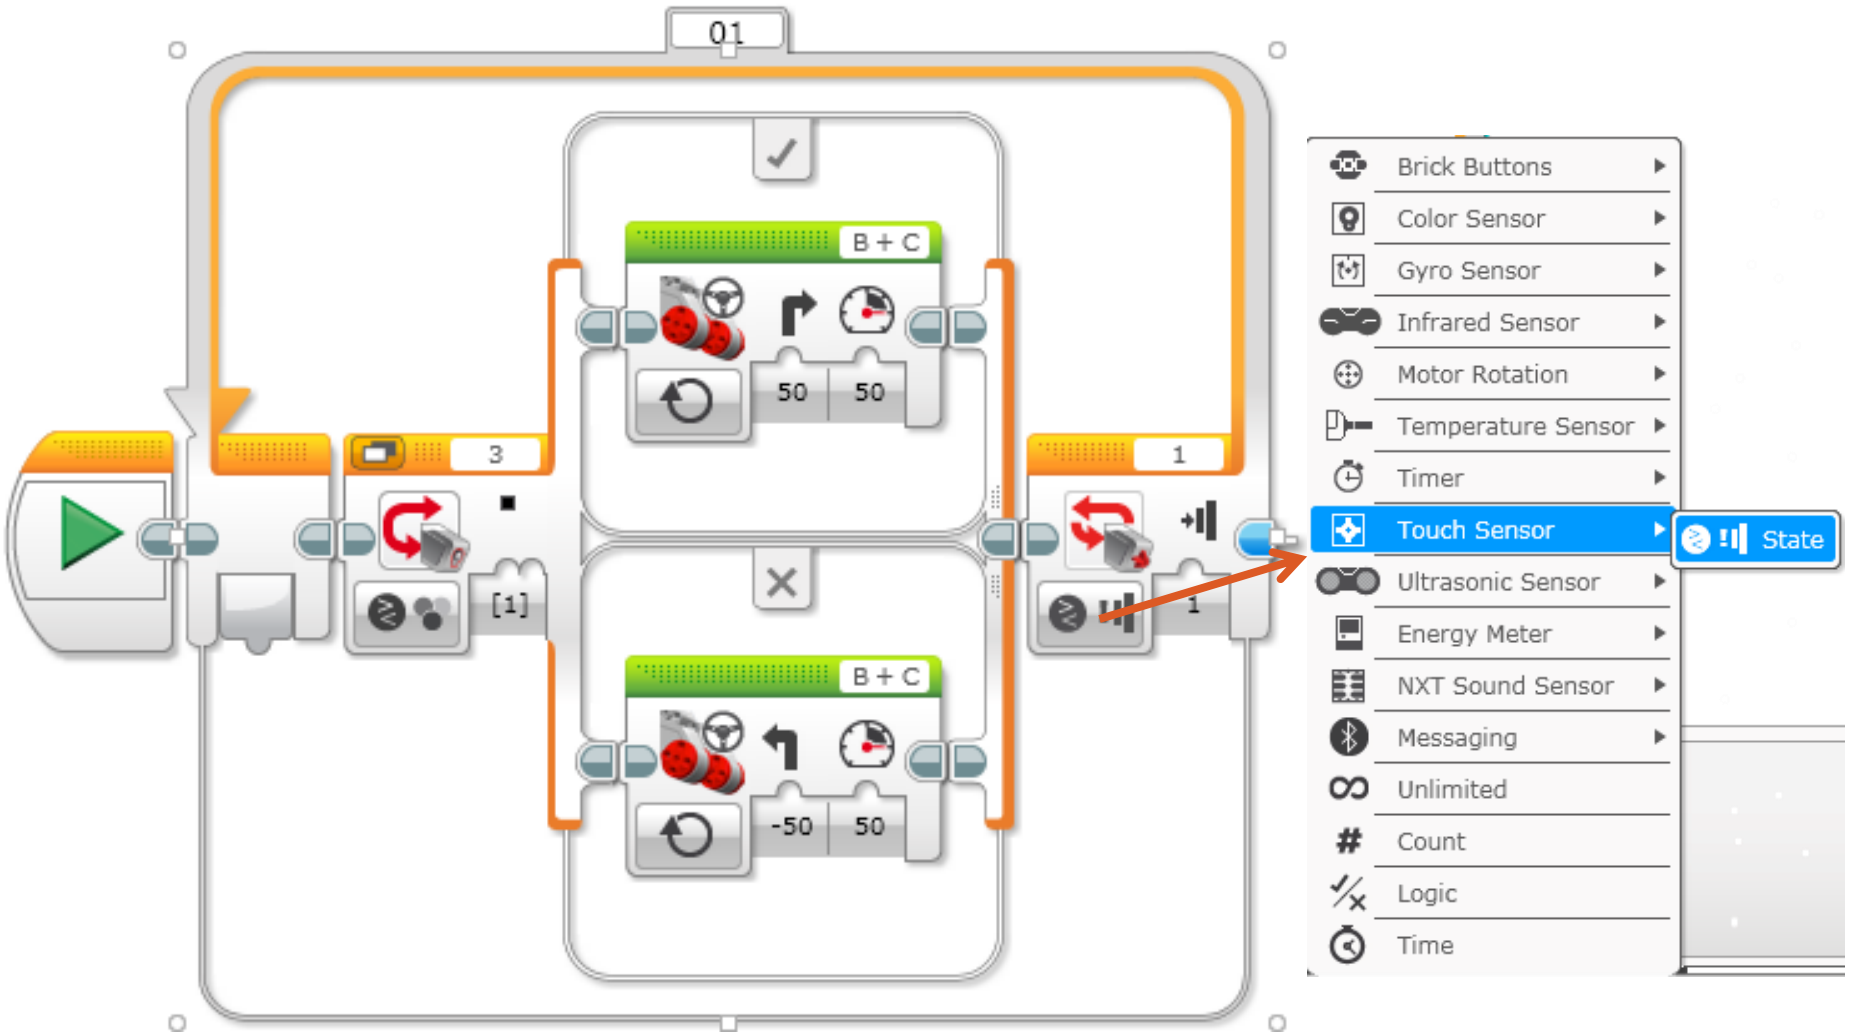 01
B + C
50 50
3
[1]
B + C
-50 50
1
1
Brick Buttons
Color Sensor
Gyro Sensor
Infrared Sensor
Motor Rotation
Temperature Sensor
Timer
Touch Sensor
State
Ultrasonic Sensor
Energy Meter
NXT Sound Sensor
Messaging
Unlimited
# Count
Logic
Time